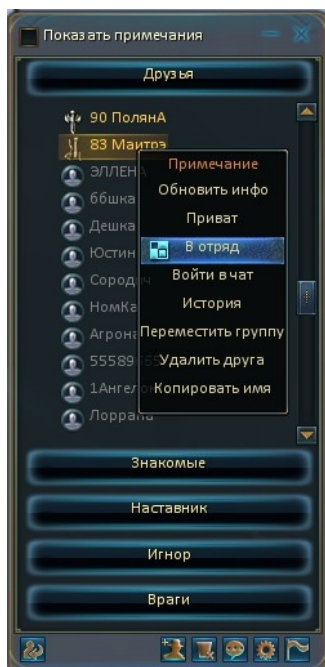 Показать примечания
Друзья
90 ПолянА
83 Маитрэ
ЭЛЛЕНА
Примечание
Обновить инфо
Приват
В отряд
Войти в чат
История
Переместить группу
Удалить друга
Копировать имя
Лоррана
Знакомые
Наставник
Игнор
Враги